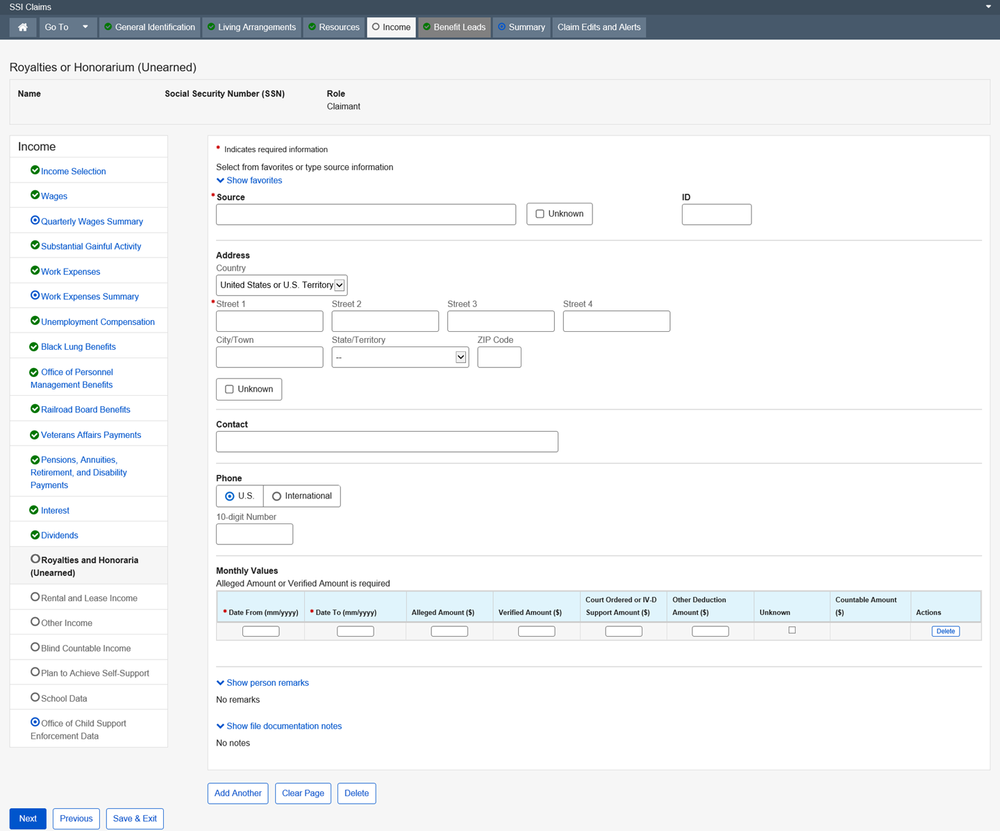 SSI Claims
Go To General Identification Living Arrangements Resources Income Benefit Leads Summary Claim Edits and Alerts
Royalties or Honorarium (Unearned)
Name Social Security Number (SSN) Role
Claimant
Income
Income Selection
Wages
Quarterly Wages Summary
Substantial Gainful Activity
Work Expenses
Work Expenses Summary
Unemployment Compensation
Black Lung Benefits
Office of Personnel
Management Benefits
Railroad Board Benefits
Veterans Affairs Payments
Pensions, Annuities,
Retirement, and Disability
Payments
Interest
Dividends
Royalties and Honoraria
(Unearned)
Rental and Lease Income
Other Income
Blind Countable Income
Plan to Achieve Self-Support
School Data
Office of Child Support
Enforcement Data
* Indicates required information
Select from favorites or type source information
Show favorites
* Source ID
Unknown
Address
Country
United States or U.S. Territory
* Street 1 Street 2 Street 3 Street 4
City/Town State/Territory ZIP Code
--
Unknown
Contact
Phone
U.S. International
10-digit Number
Monthly Values
Alleged Amount or Verified Amount is required
* Date From (mm/yyyy) * Date To (mm/yyyy) Alleged Amount ($) Verified Amount ($) Court Ordered or IV-D Support Amount ($) Other Deduction Amount ($) Unknown Countable Amount ($) Actions
Delete
Show person remarks
No remarks
Show file documentation notes
No notes
Add Another Clear Page Delete
Next Previous Save & Exit